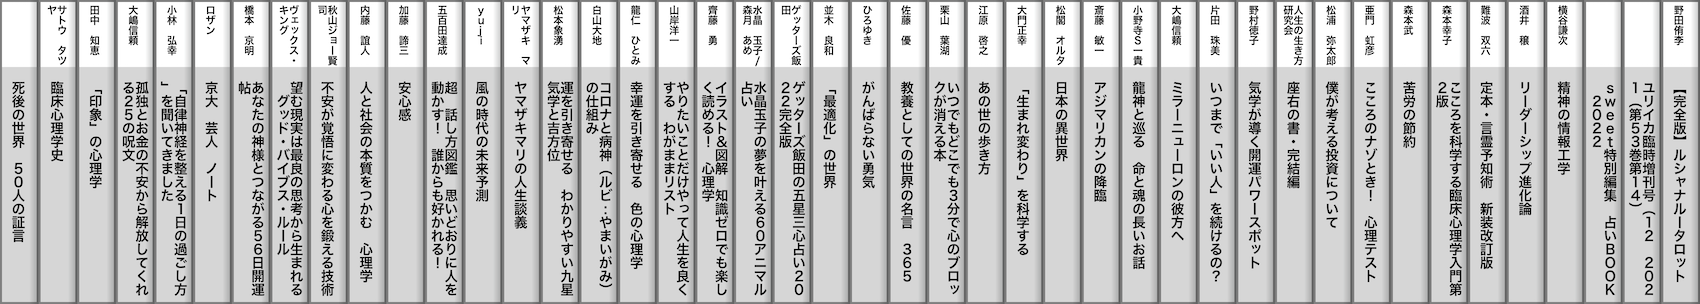 野田侑李
【完全版】ルシャナルータロット
ユリイカ臨時増刊号（１２　２０２
１（第５３巻第１４）
ｓｗｅｅｔ特別編集　占いＢＯＯＫ
２０２２
横谷謙次
精神の情報工学
酒井　穣
リーダーシップ進化論
難波　双六
定本・言霊予知術　新装改訂版
森本幸子
こころを科学する臨床心理学入門第
２版
森本武
苦労の節約
亜門　虹彦
こころのナゾとき！　心理テスト
松浦　弥太郎
僕が考える投資について
人生の生き方
研究会
座右の書・完結編
野村徳子
気学が導く開運パワースポット
片田　珠美
いつまで「いい人」を続けるの？
大嶋信頼
ミラーニューロンの彼方へ
小野寺Ｓ一貴
龍神と巡る　命と魂の長いお話
斎藤　敏一
アジマリカンの降臨
松閣　オルタ
日本の異世界
大門正幸
「生まれ変わり」を科学する
江原　啓之
あの世の歩き方
栗山　葉湖
いつでもどこでも３分で心のブロッ
クが消える本
佐藤　優
教養としての世界の名言　３６５
ひろゆき
がんばらない勇気
並木　良和
「最適化」の世界
ゲッターズ飯
田
ゲッターズ飯田の五星三心占い２０
２２完全版
水晶　玉子/
森月　あめ
水晶玉子の夢を叶える６０アニマル
占い
齊藤　勇
イラスト＆図解　知識ゼロでも楽し
く読める！　心理学
山岸洋一
やりたいことだけやって人生を良く
する　わがままリスト
龍仁　ひとみ
幸運を引き寄せる　色の心理学
白山大地
コロナと病神（ルビ：やまいがみ）
の仕組み
松本象湧
運を引き寄せる　わかりやすい九星
気学と吉方位
ヤマザキ　マ
リ
ヤマザキマリの人生談義
ｙｕｊｉ
風の時代の未来予測
五百田達成
超　話し方図鑑　思いどおりに人を
動かす！　誰からも好かれる！
加藤　諦三
安心感
内藤　誼人
人と社会の本質をつかむ　心理学
秋山ジョー賢
司
不安が覚悟に変わる心を鍛える技術
ヴェックス・
キング
望む現実は最良の思考から生まれる
　グッド・バイブス・ルール
橋本　京明
あなたの神様とつながる５６日開運
帖
ロザン
京大　芸人　ノート
小林　弘幸
「自律神経を整える１日の過ごし方
」を聞いてきました
大嶋信頼
孤独とお金の不安から解放してくれ
る２５の呪文
田中　知恵
「印象」の心理学
サトウ　タツ
ヤ
臨床心理学史
死後の世界　５０人の証言